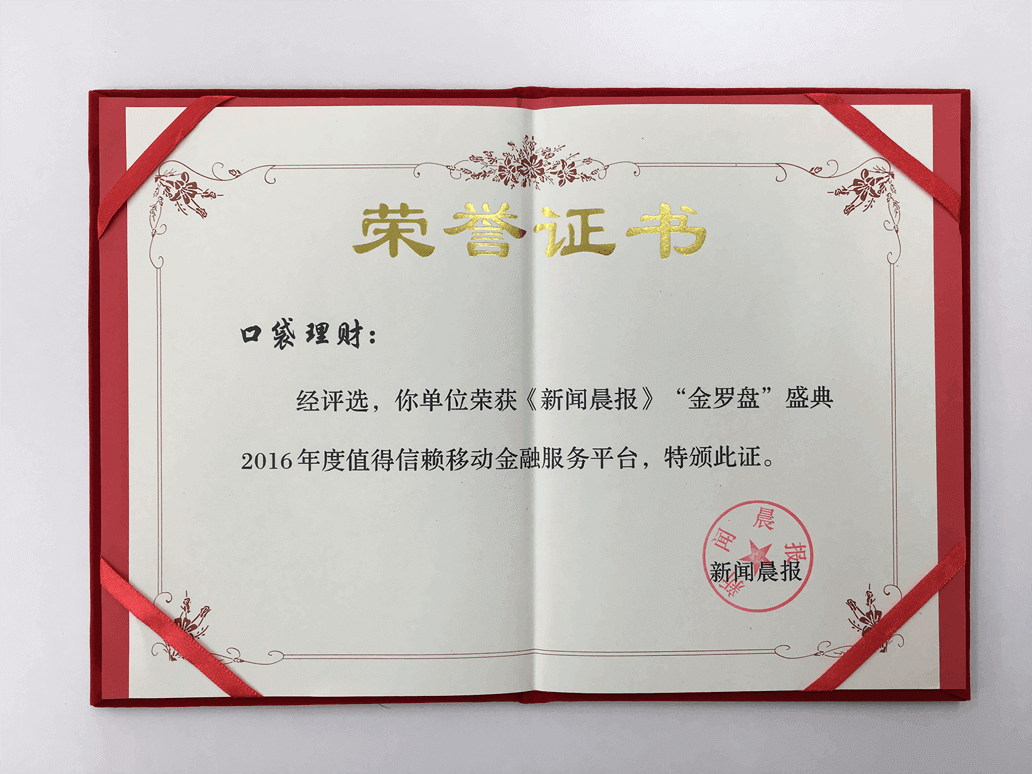 荣誉证书
口袋理财：
经评选，你单位荣获《新闻晨报》“金罗盘”盛典
2016年度值得信赖移动金融服务平台，特颁此证。
新闻晨报
新闻晨报